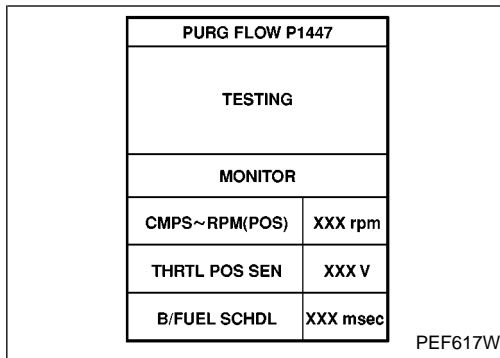 PURG FLOW P1447
TESTING
MONITOR
CMPS~RPM(POS) XXX rpm
THRTL POS SEN XXX V
B/FUEL SCHDL XXX msec
PEF617W